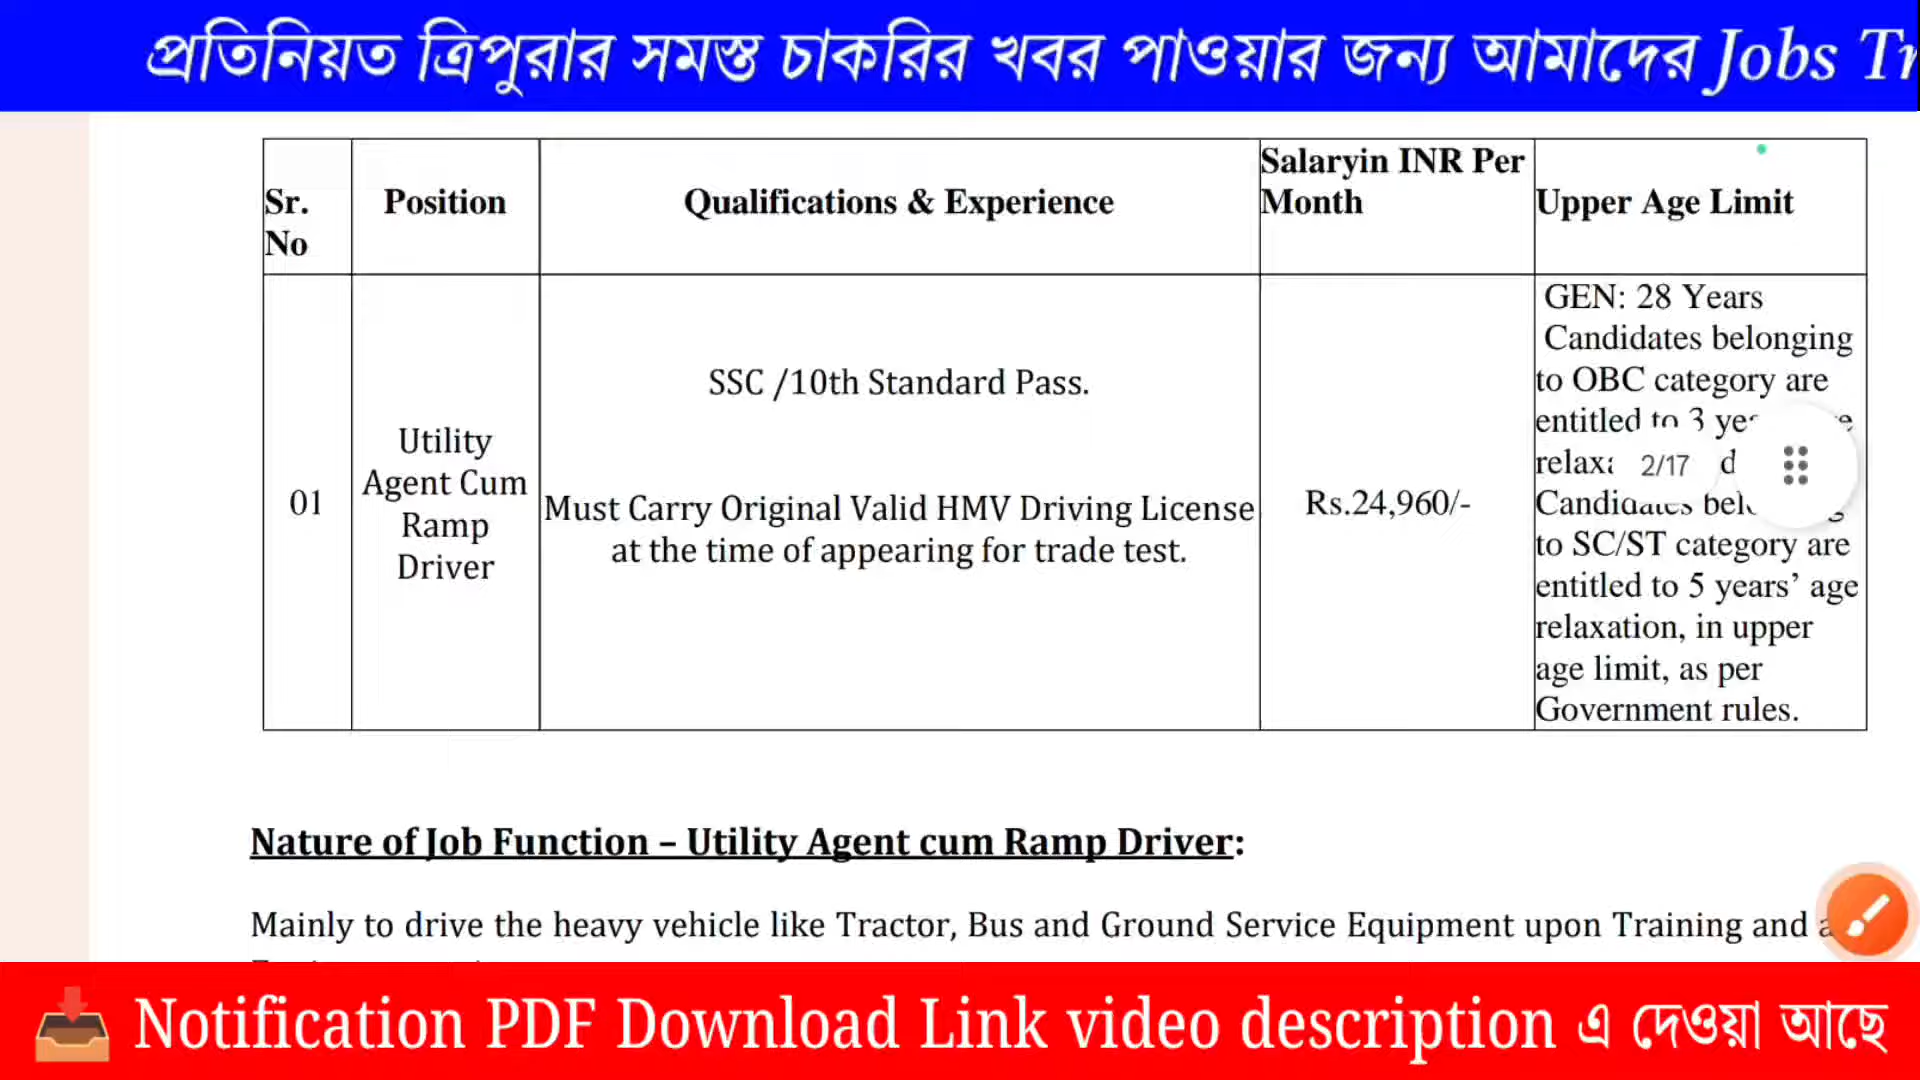 প্রতিনিয়ত ত্রিপুরার সমস্ত চাকরির খবর পাওয়ার জন্য আমাদের Jobs Tr
Sr. No
Position
Qualifications & Experience
Salaryin INR Per Month
Upper Age Limit
01
Utility
Agent Cum
Ramp
Driver
SSC /10th Standard Pass.
Must Carry Original Valid HMV Driving License
at the time of appearing for trade test.
Rs.24,960/-
GEN: 28 Years
Candidates belonging
to OBC category are
entitled to 3
2/17
to SC/ST category are
entitled to 5 years’ age
relaxation, in upper
age limit, as per
Government rules.
Nature of Job Function – Utility Agent cum Ramp Driver:
Mainly to drive the heavy vehicle like Tractor, Bus and Ground Service Equipment upon Training and
Notification PDF Download Link video description এ দেওয়া আছে